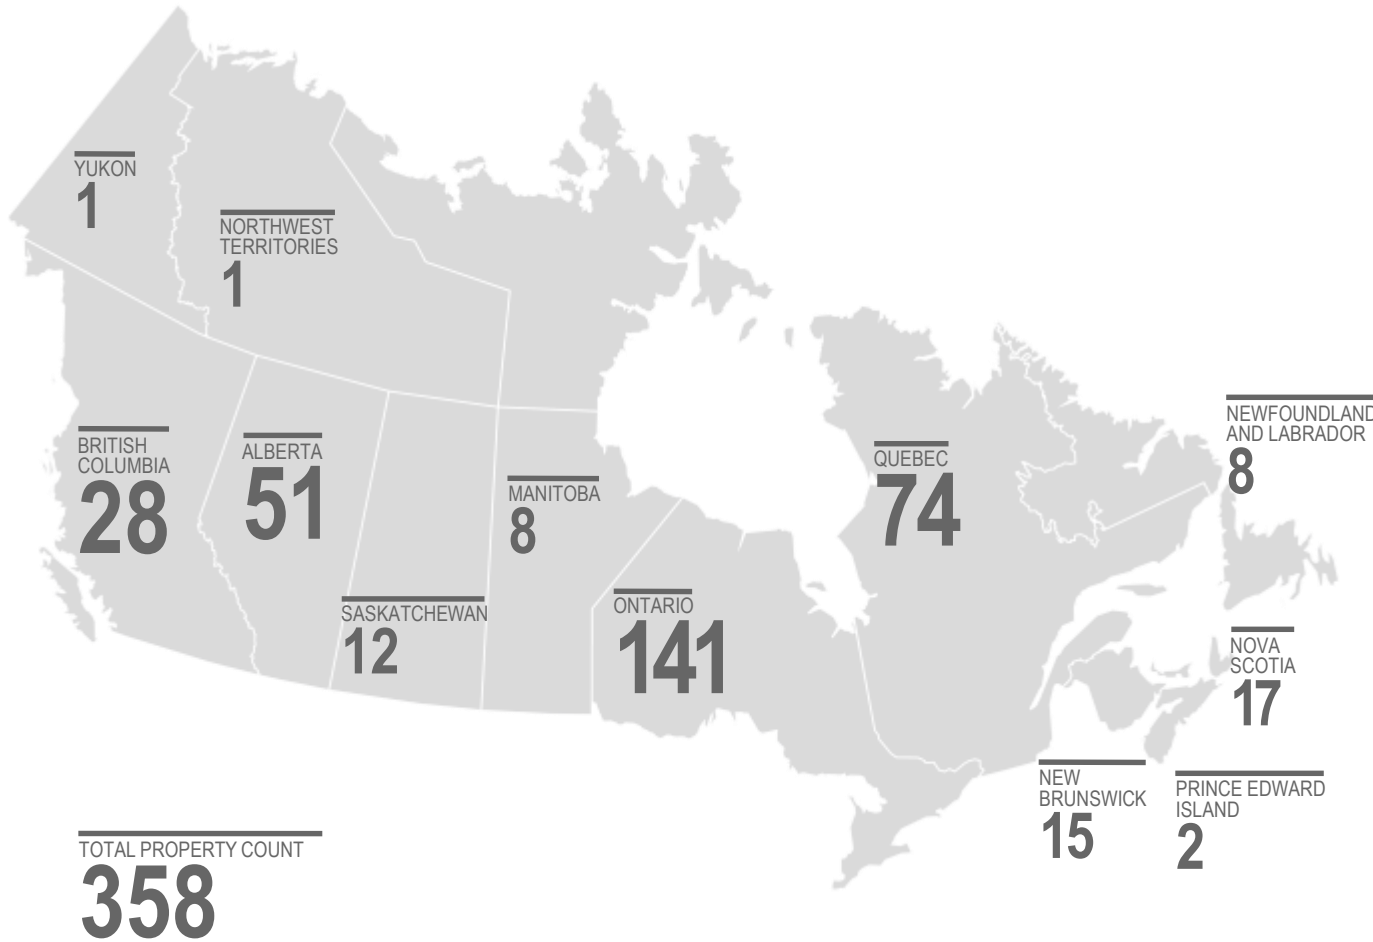 YUKON
1
NORTHWEST
TERRITORIES
1
BRITISH
COLUMBIA
28
ALBERTA
51
SASKATCHEWAN
12
MANITOBA
8
ONTARIO
141
QUEBEC
74
NEWFOUNDLAND
AND LABRADOR
8
NOVA
SCOTIA
17
NEW
BRUNSWICK
15
PRINCE EDWARD
ISLAND
2
TOTAL PROPERTY COUNT
358